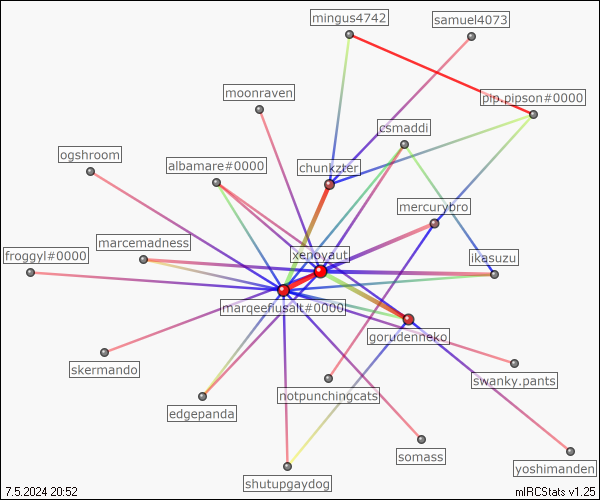 mingus4742
samuel4073
moonraven
pip.pipson#0000
csmaddi
ogshroom
albamare#0000
chunkzter
mercurybro
marcemadness
xenoyaut
froggyl#0000
ikasuzu
marqeeflusalt#0000
gorudenneko
skermando
swanky.pants
notpunchingcats
edgepanda
somass
yoshimanden
shutupgaydog
7.5.2024 20:52
mIRCStats v1.25